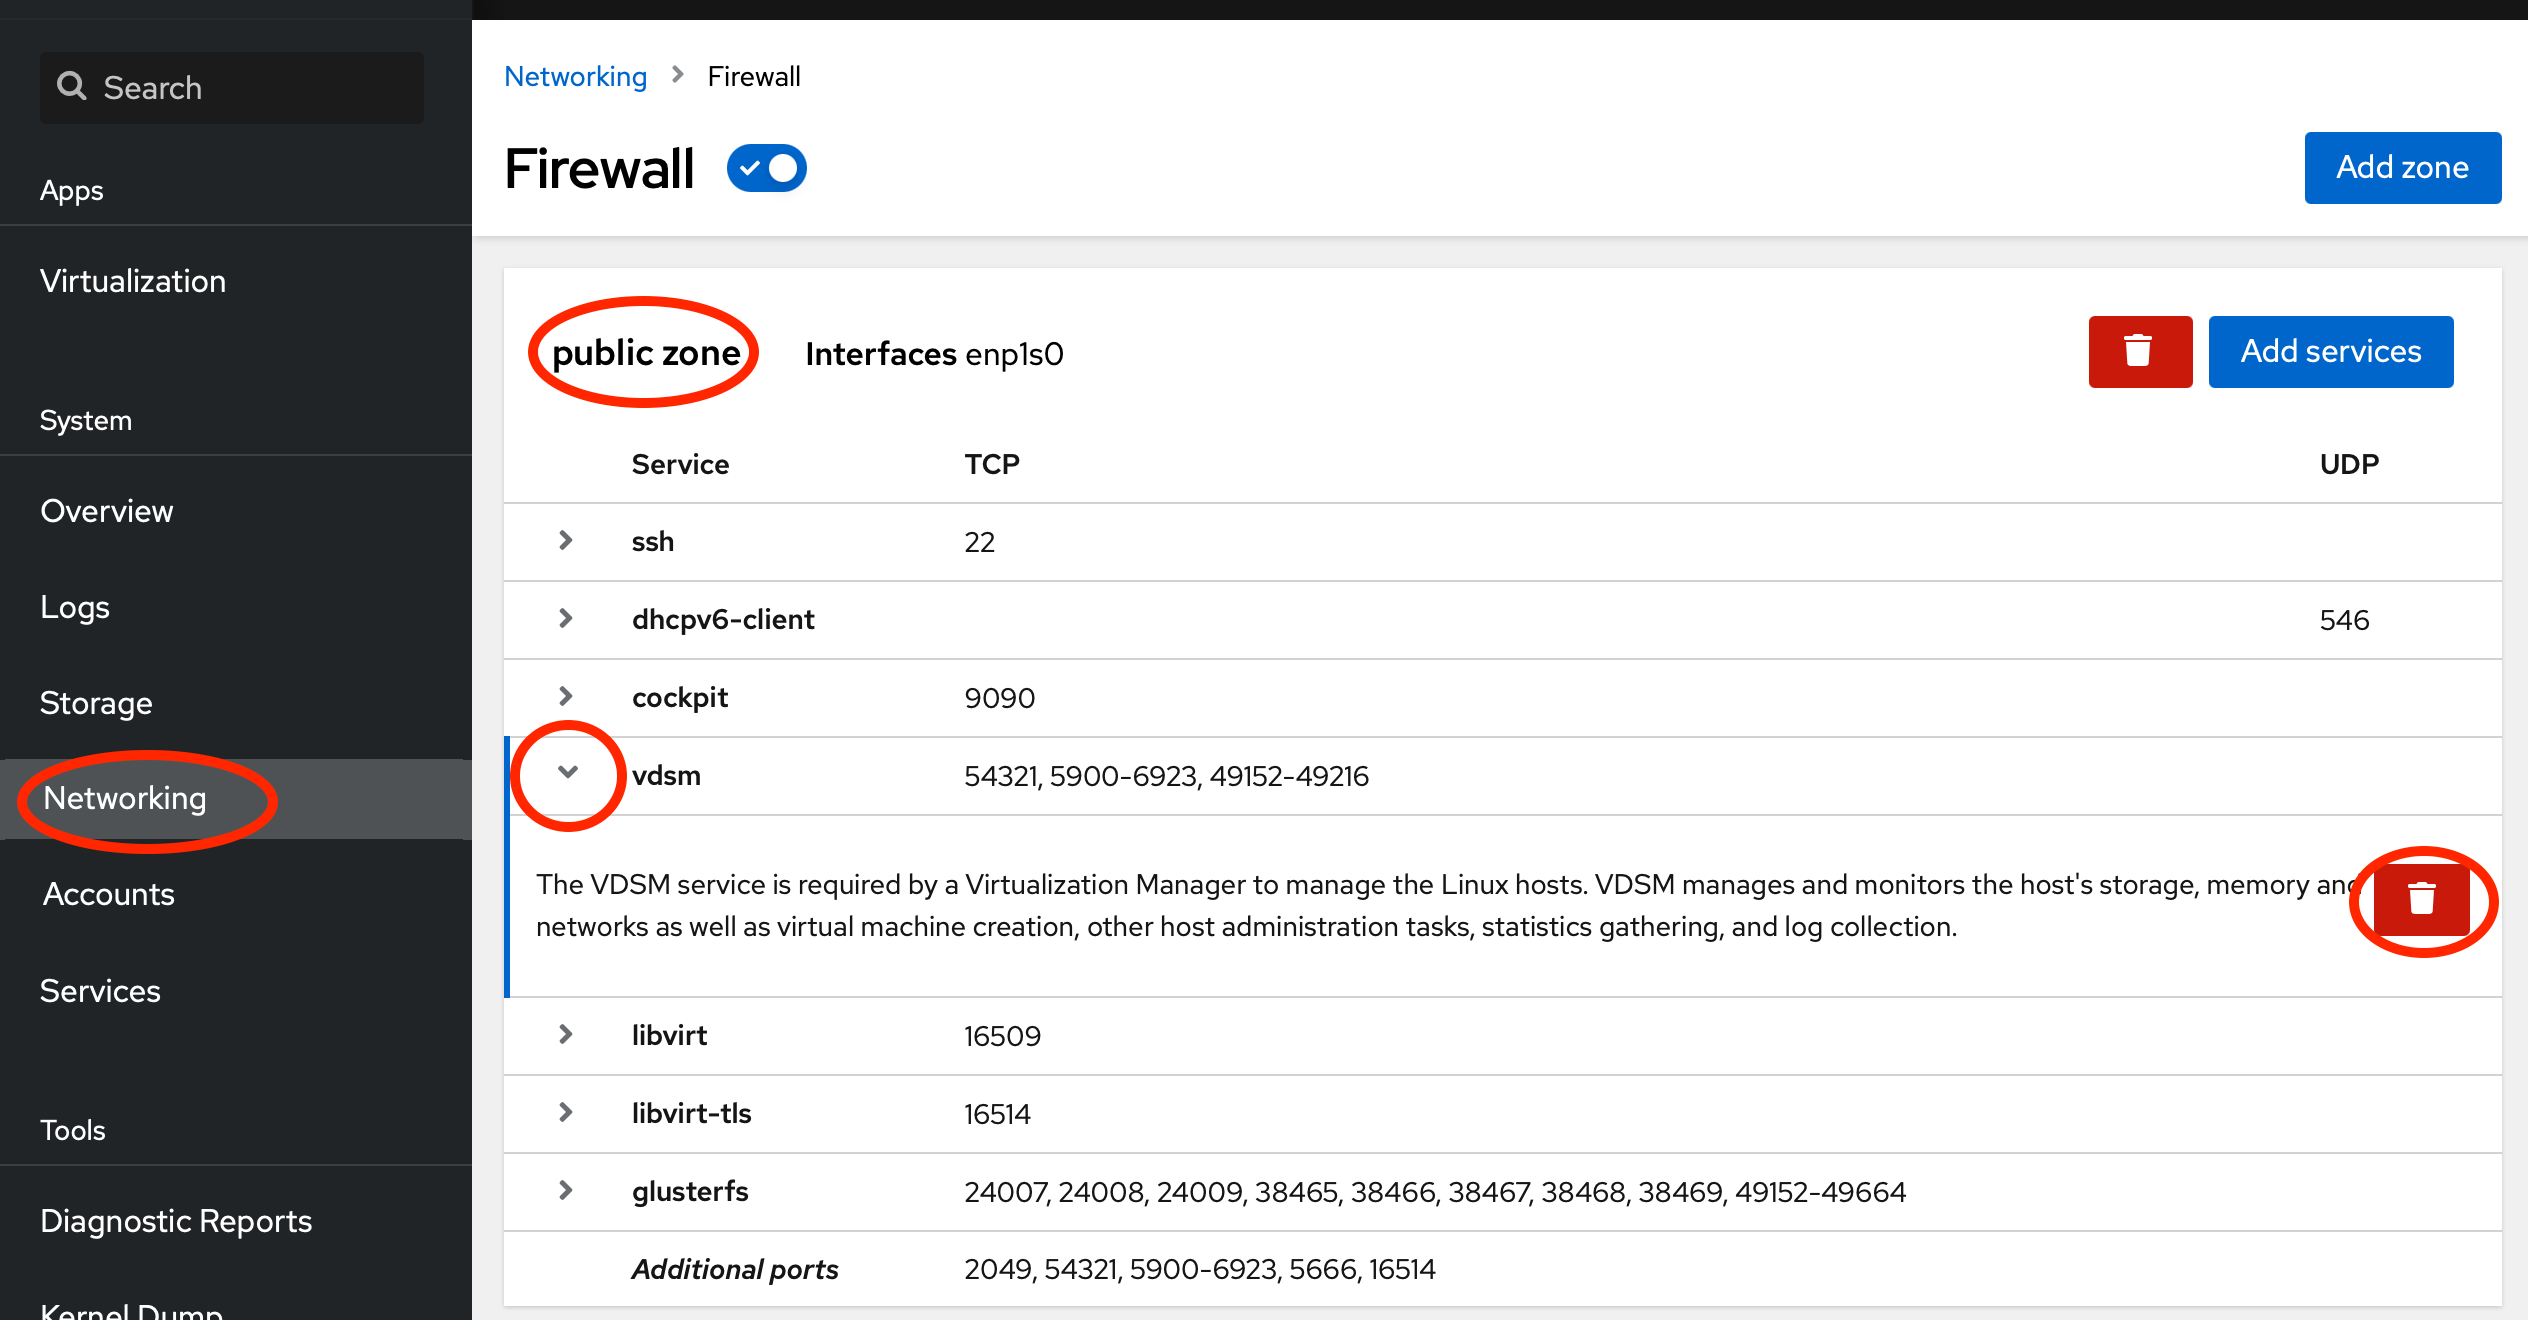 Search
Apps
Virtualization
System
Overview
Logs
Storage
Networking
Accounts
Services
Tools
Diagnostic Reports
Kernel Dump
Networking Firewall
Firewall
Add zone
public zone Interfaces enp1s0
Add services
Service TCP UDP
ssh 22
dhcpv6-client 546
cockpit 9090
vdsm 54321, 5900-6923, 49152-49216
The VDSM service is required by a Virtualization Manager to manage the Linux hosts. VDSM manages and monitors the host's storage, memory and
networks as well as virtual machine creation, other host administration tasks, statistics gathering, and log collection.
libvirt 16509
libvirt-tls 16514
glusterfs 24007, 24008, 24009, 38465, 38466, 38467, 38468, 38469, 49152-49664
Additional ports 2049, 54321, 5900-6923, 5666, 16514